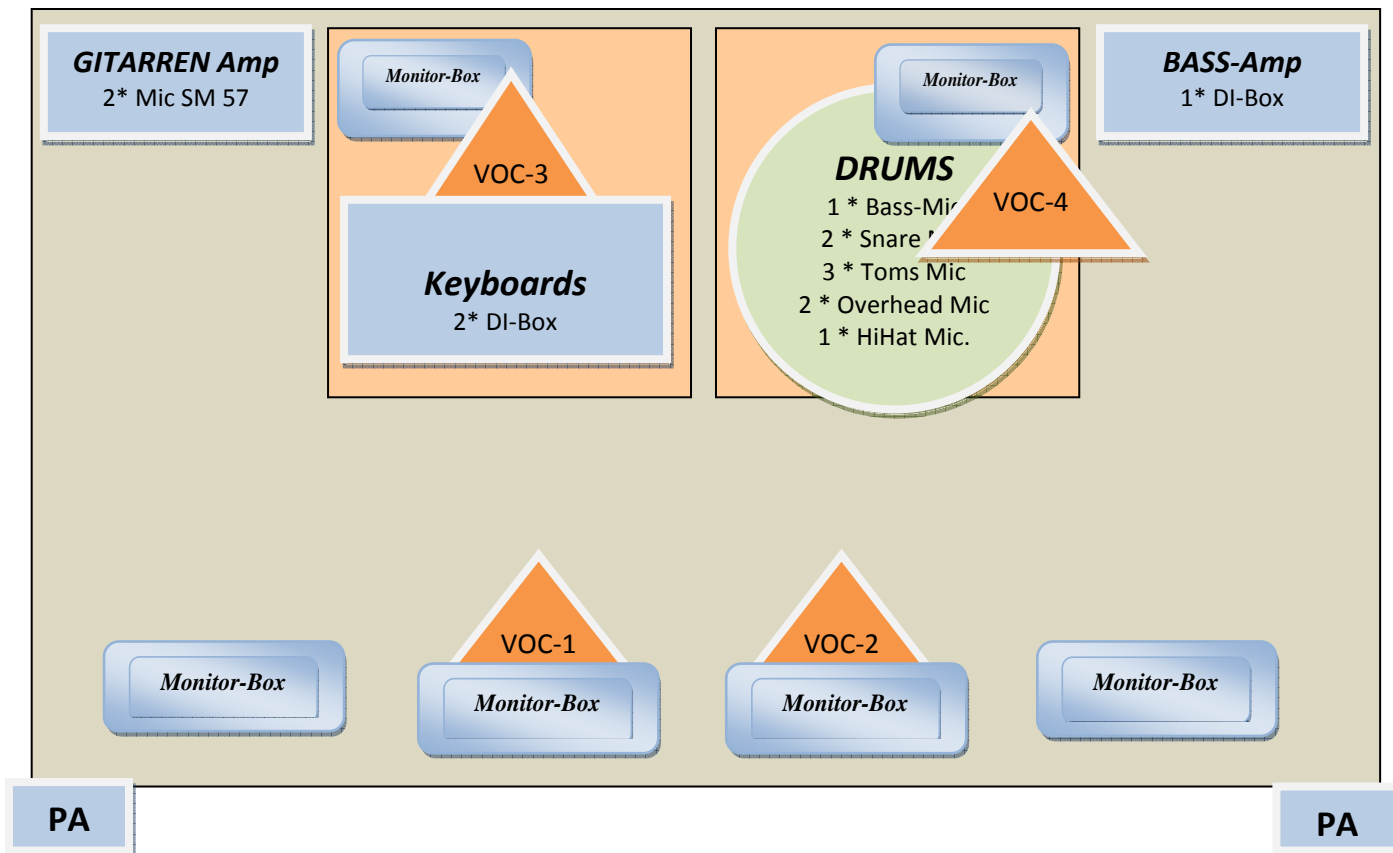 GITARREN Amp
2* Mic SM 57
Monitor-Box
VOC-3
Keyboards
2* DI-Box
Monitor-Box
DRUMS
1 * Bass-Mic
2 * Snare
3 * Toms Mic
2 * Overhead Mic
1 * HiHat Mic.
VOC-4
BASS-Amp
1* DI-Box
VOC-1
VOC-2
Monitor-Box
Monitor-Box
Monitor-Box
Monitor-Box
PA
PA